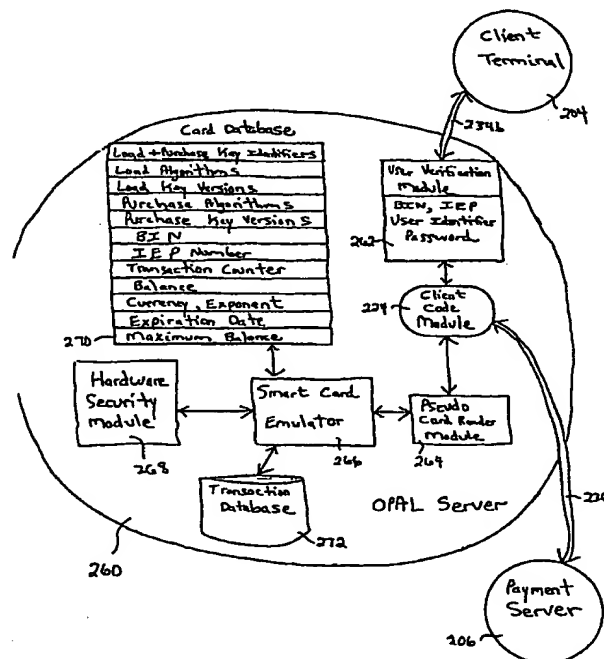 Client
Terminal
204
234b
Card Database
Load + Purchase Key Identifiers
Load Algorithms
Load Key Versions
Purchase Algorithms
Purchase Key Versions
BIN
IEP Number
Transaction Counter
Balance
Currency, Exponent
Expiration Date
Maximum Balance
270
User Verification
Module
BIN, IEP
User Identifier
Password
262
224
Client
Code
Module
Hardware
Security
Module
268
Smart Card
Emulator
266
Pseudo
Card Reader
Module
264
Transaction
Database
272
OPAL Server
260
Payment
Server
206